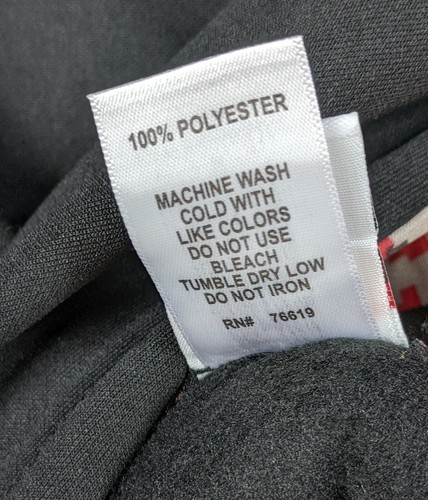 100% POLYESTER
MACHINE WASH
COLD WITH
LIKE COLORS
DO NOT USE
BLEACH
TUMBLE DRY LOW
DO NOT IRON
RN# 76619